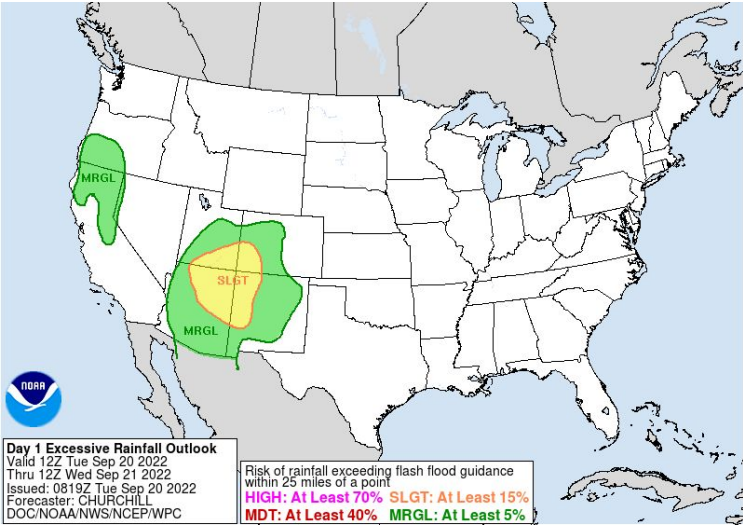 MRGL
SLGT
MRGL
NOAA
Day 1 Excessive Rainfall Outlook
Valid 12Z Tue Sep 20 2022
Thru 12Z Wed Sep 21 2022
Issued: 0819Z Tue Sep 20 2022
Forecaster: CHURCHILL
DOC/NOAA/NWS/NCEP/WPC
Risk of rainfall exceeding flash flood guidance
within 25 miles of a point
HIGH: At Least 70% SLGT: At Least 15%
MDT: At Least 40% MRGL: At Least 5%